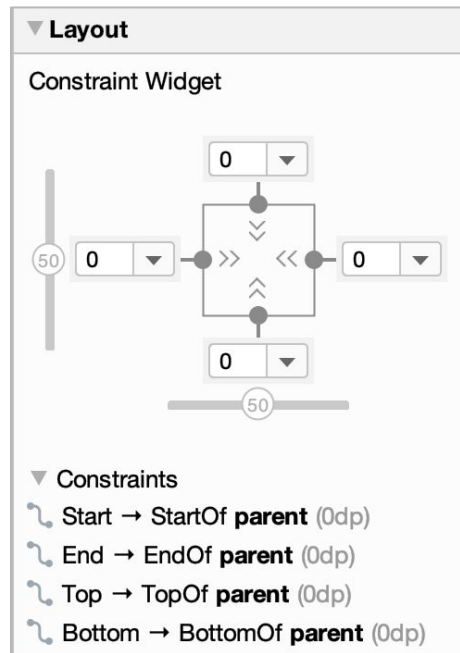 Layout
Constraint Widget
0
50 0 0
0
50
Constraints
Start → StartOf parent (0dp)
End → EndOf parent (0dp)
Top → TopOf parent (0dp)
Bottom → BottomOf parent (0dp)